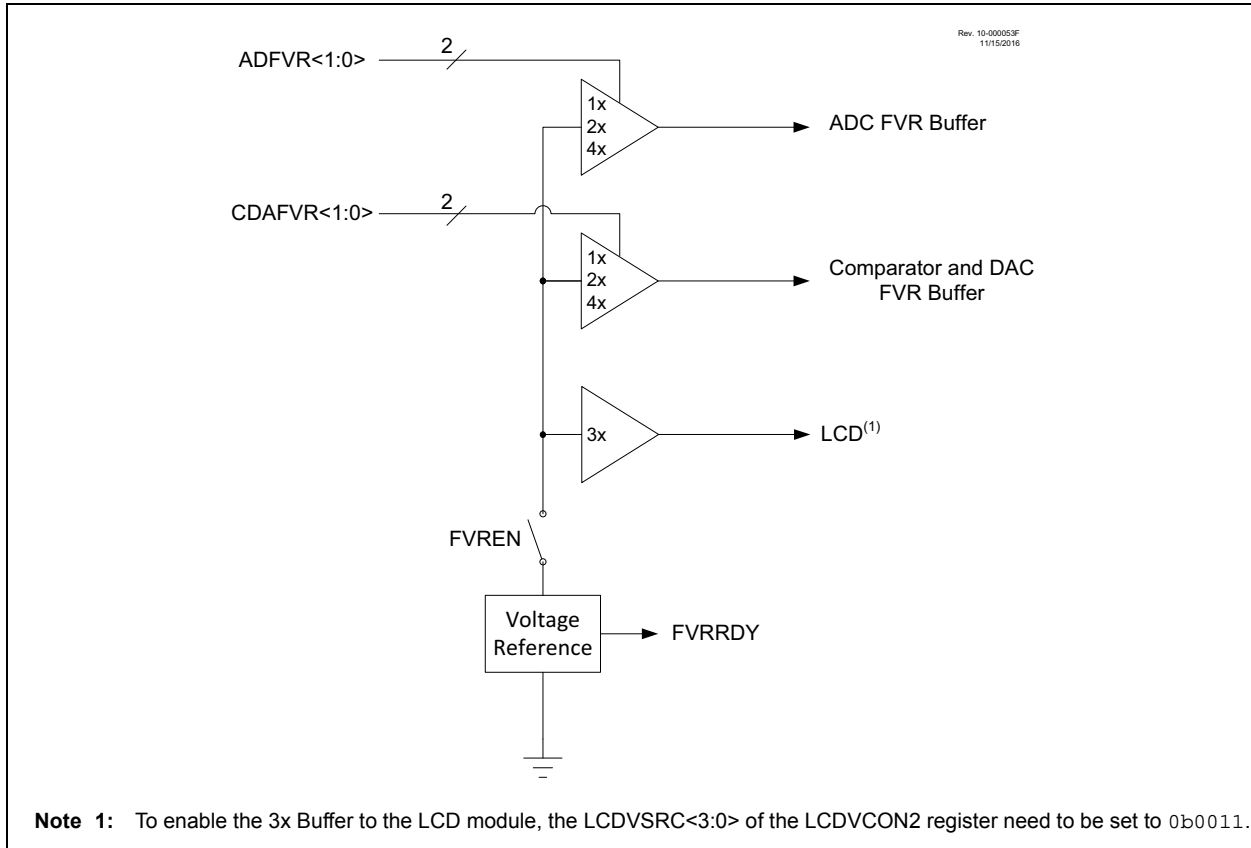 Rev. 10-000053F
11/15/2016
ADFVR<1:0>
2
1x
2x
4x
ADC FVR Buffer
CDAFVR<1:0>
2
1x
2x
4x
Comparator and DAC
FVR Buffer
3x
LCD(1)
FVREN
Voltage
Reference
FVRRDY
Note 1: To enable the 3x Buffer to the LCD module, the LCDVSRC<3:0> of the LCDVCON2 register need to be set to 0b0011.